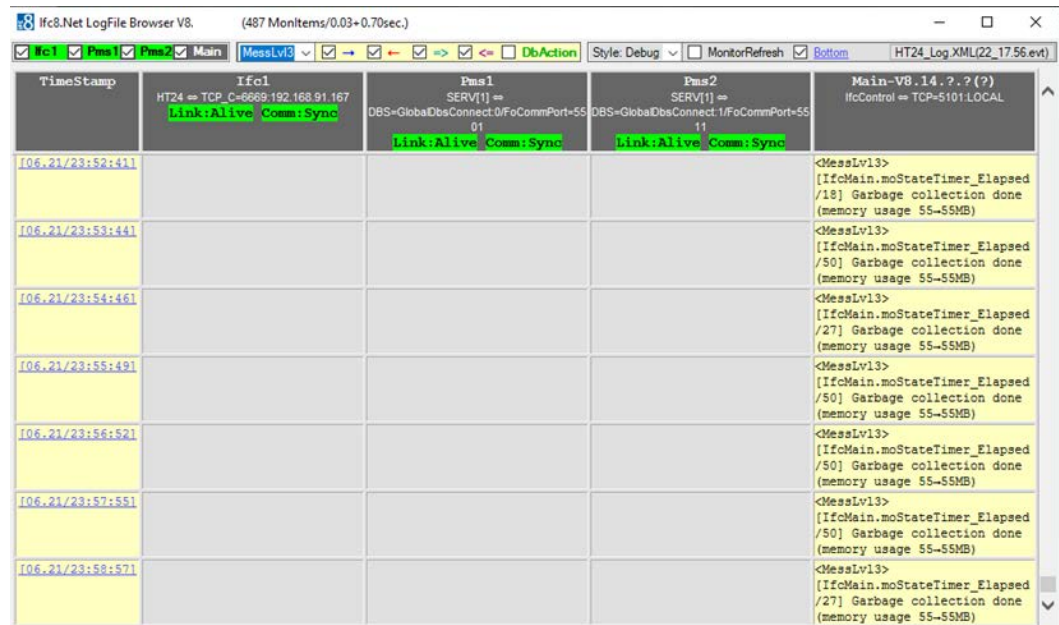 Ifc8.Net LogFile Browser V8. (487 MonItems/0.03+0.70sec.)
Ifc1 Pms1 Pms2 Main MessLvl3 → ← => <= DbAction Style: Debug MonitorRefresh Bottom HT24_Log.XML(22_17.56.evt)
TimeStamp
Ifc1
HT24 ⇔ TCP_C=6669:192.168.91.167
Link:Alive Comm:Sync
Pms1
SERV[1] ⇔
DBS=GlobalDbsConnect:0/FoCommPort=55
01
Link:Alive Comm:Sync
Pms2
SERV[1] ⇔
DBS=GlobalDbsConnect:1/FoCommPort=55
11
Link:Alive Comm:Sync
Main-V8.14.?.?(?)
IfcControl ⇔ TCP=5101:LOCAL
[06.21/23:52:41]
<MessLvl3>
[IfcMain.moStateTimer_Elapsed
/18] Garbage collection done
(memory usage 55→55MB)
[06.21/23:53:44]
<MessLvl3>
[IfcMain.moStateTimer_Elapsed
/50] Garbage collection done
(memory usage 55→55MB)
[06.21/23:54:46]
<MessLvl3>
[IfcMain.moStateTimer_Elapsed
/27] Garbage collection done
(memory usage 55→55MB)
[06.21/23:55:49]
<MessLvl3>
[IfcMain.moStateTimer_Elapsed
/50] Garbage collection done
(memory usage 55→55MB)
[06.21/23:56:52]
<MessLvl3>
[IfcMain.moStateTimer_Elapsed
/50] Garbage collection done
(memory usage 55→55MB)
[06.21/23:57:55]
<MessLvl3>
[IfcMain.moStateTimer_Elapsed
/50] Garbage collection done
(memory usage 55→55MB)
[06.21/23:58:57]
<MessLvl3>
[IfcMain.moStateTimer_Elapsed
/27] Garbage collection done
(memory usage 55→55MB)